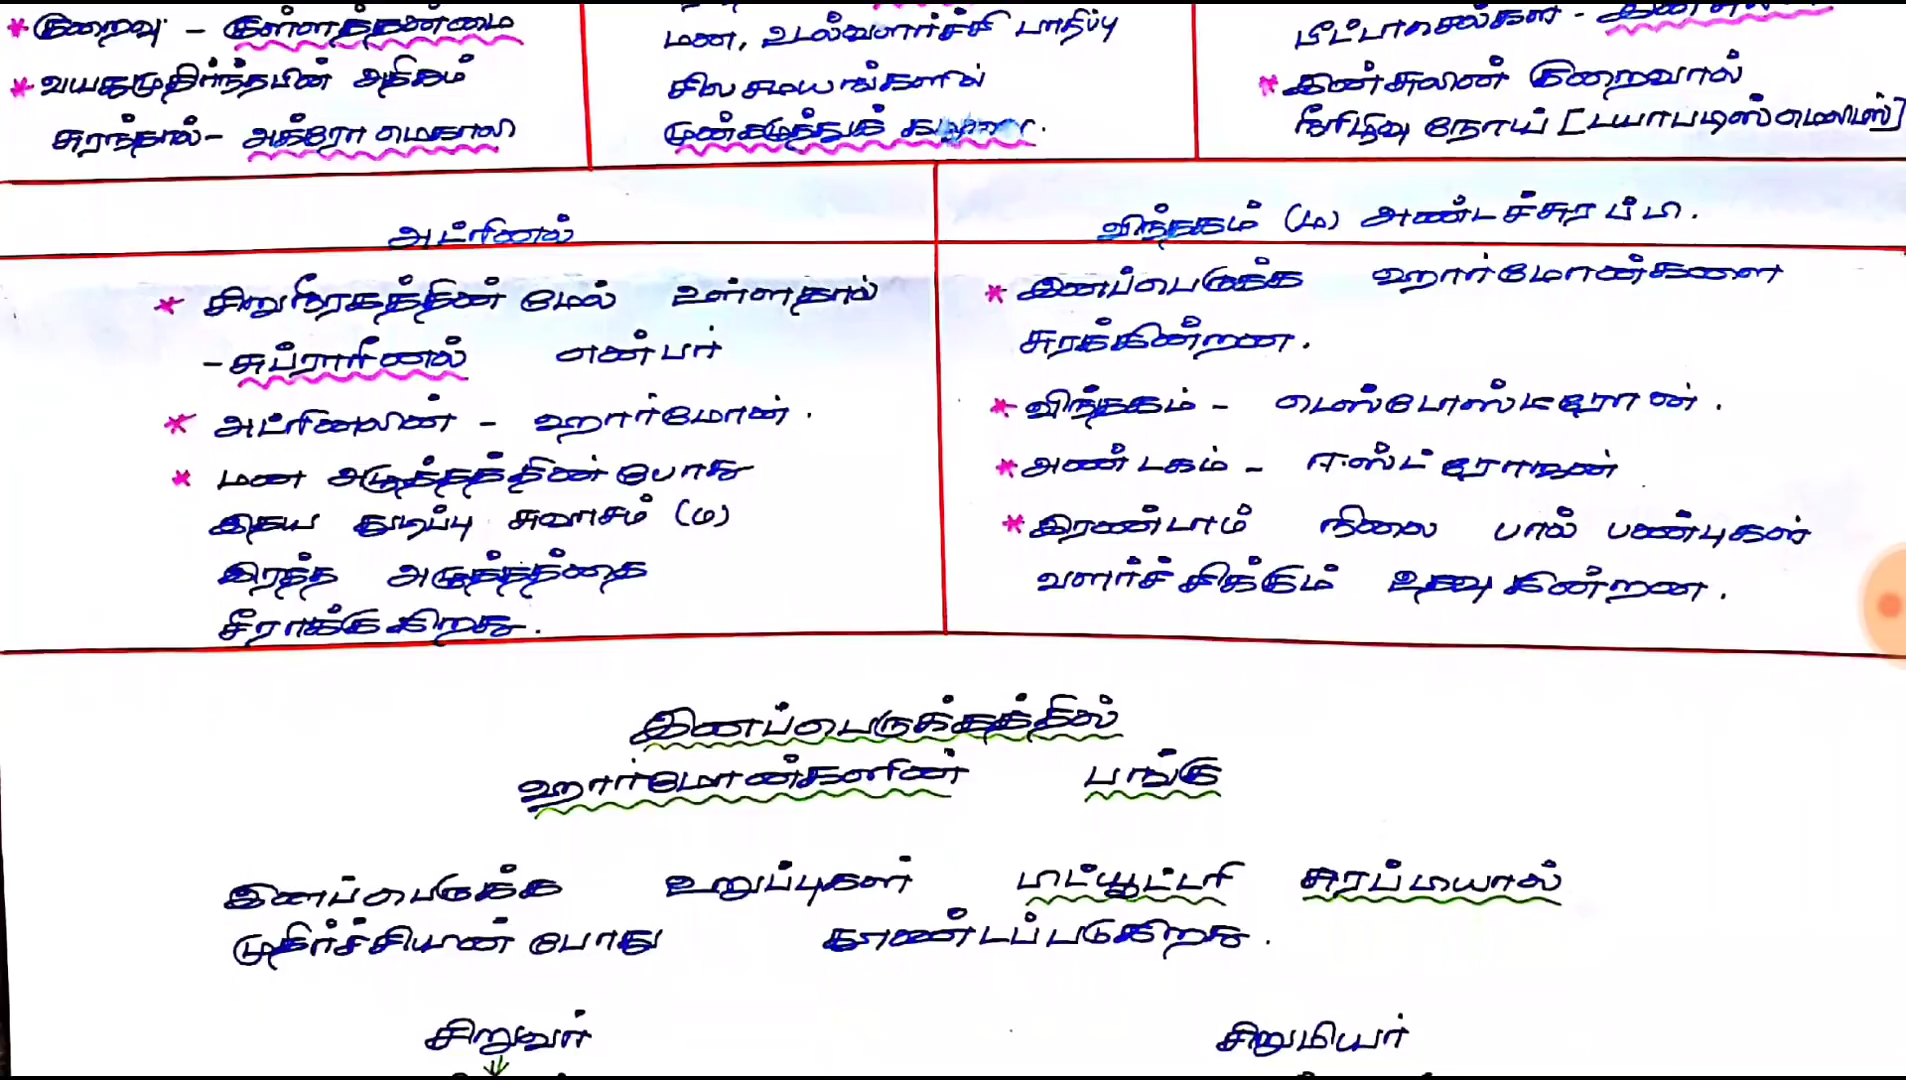 * குறைவு - குள்ளத்தன்மை
* வயதுமுதிர்ந்தபின் அதிகம்
சுரந்தால் - அக்ரோ மெகாலி
மன, உடல்வளர்ச்சி பாதிப்பு
சில சமயங்களில்
முன்கழுத்துக் கழலை.
பீட்டா செல்கள் -
* இன்சுலின் குறைவால்
நீரிழிவு நோய் [டயாபடிஸ் மெலிடஸ்]
அட்ரினல்
* சிறுநீரகத்தின் மேல் உள்ளதால்
- சுப்ராரீனல் என்பர்
* அட்ரினலின் - ஹார்மோன்.
* மன அழுத்தத்தின் போது
இதய துடிப்பு சுவாசம் (ம)
இரத்த அழுத்தத்தை
சீராக்குகிறது.
விந்தகம் (ம) அண்டச்சுரப்பி.
* இனப்பெருக்க ஹார்மோன்களை
சுரக்கின்றன.
* விந்தகம் - டெஸ்டோஸ்டீரோன்.
* அண்டகம் - ஈஸ்ட்ரோஜன்
* இரண்டாம் நிலை பால் பண்புகள்
வளர்ச்சிக்கும் உதவுகின்றன.
இனப்பெருக்கத்தில்
ஹார்மோன்களின் பங்கு
இனப்பெருக்க உறுப்புகள் பிட்யூட்டரி சுரப்பியால்
முதிர்ச்சியின் போது தூண்டப்படுகிறது.
சிறுவர் சிறுமியர்